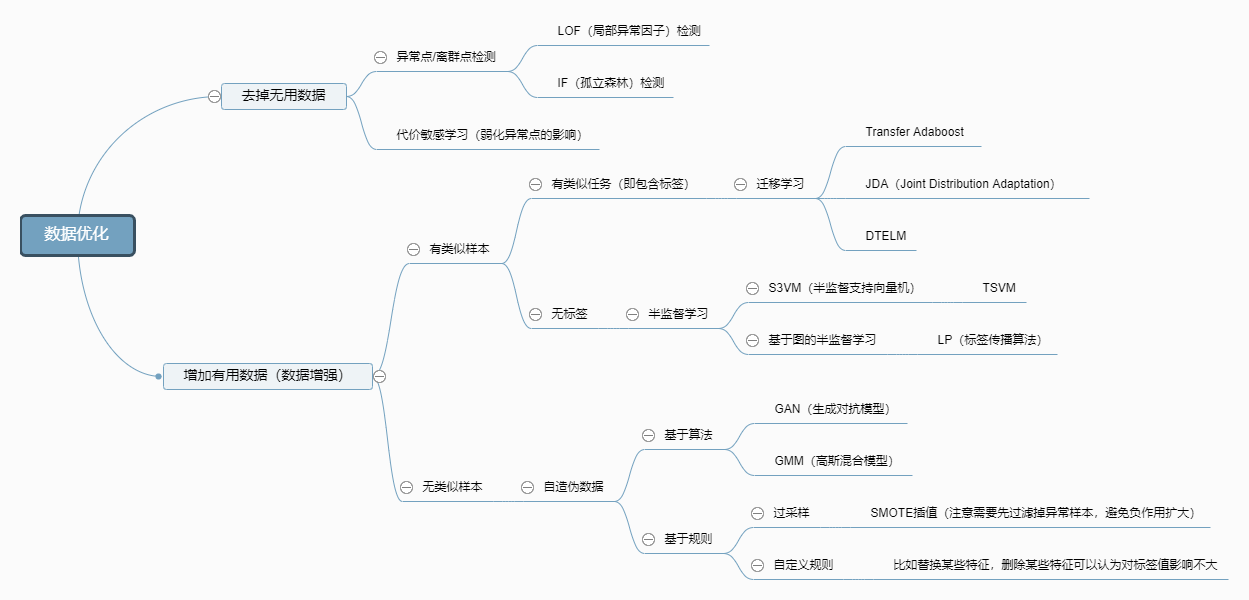 LOF（局部异常因子）检测
异常点/离群点检测
IF（孤立森林）检测
去掉无用数据
代价敏感学习（弱化异常点的影响）
Transfer Adaboost
有类似任务（即包含标签）
迁移学习
JDA（Joint Distribution Adaptation）
数据优化
DTELM
有类似样本
S3VM（半监督支持向量机）
TSVM
无标签
半监督学习
基于图的半监督学习
LP（标签传播算法）
增加有用数据（数据增强）
GAN（生成对抗模型）
基于算法
GMM（高斯混合模型）
无类似样本
自造伪数据
过采样
SMOTE插值（注意需要先过滤掉异常样本，避免负作用扩大）
基于规则
自定义规则
比如替换某些特征，删除某些特征可以认为对标签值影响不大